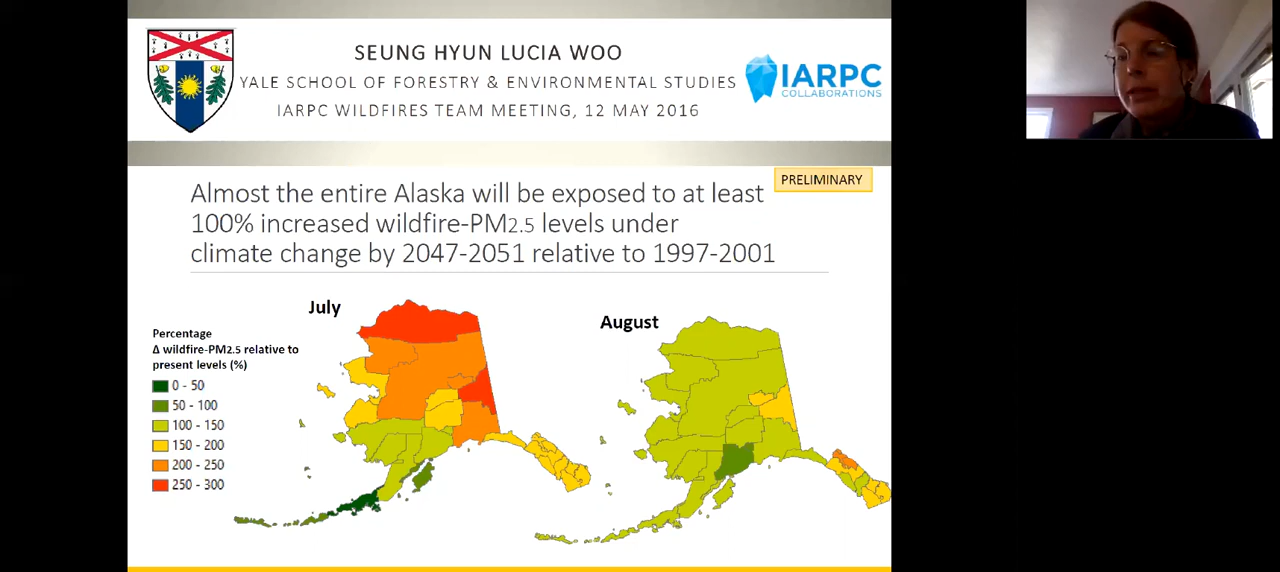 SEUNG HYUN LUCIA WOO
YALE SCHOOL OF FORESTRY & ENVIRONMENTAL STUDIES
IARPC WILDFIRES TEAM MEETING, 12 MAY 2016
IARPC
COLLABORATIONS
PRELIMINARY
Almost the entire Alaska will be exposed to at least
100% increased wildfire-PM2.5 levels under
climate change by 2047-2051 relative to 1997-2001
July
August
Percentage
Δ wildfire-PM2.5 relative to
present levels (%)
0 - 50
50 - 100
100 - 150
150 - 200
200 - 250
250 - 300